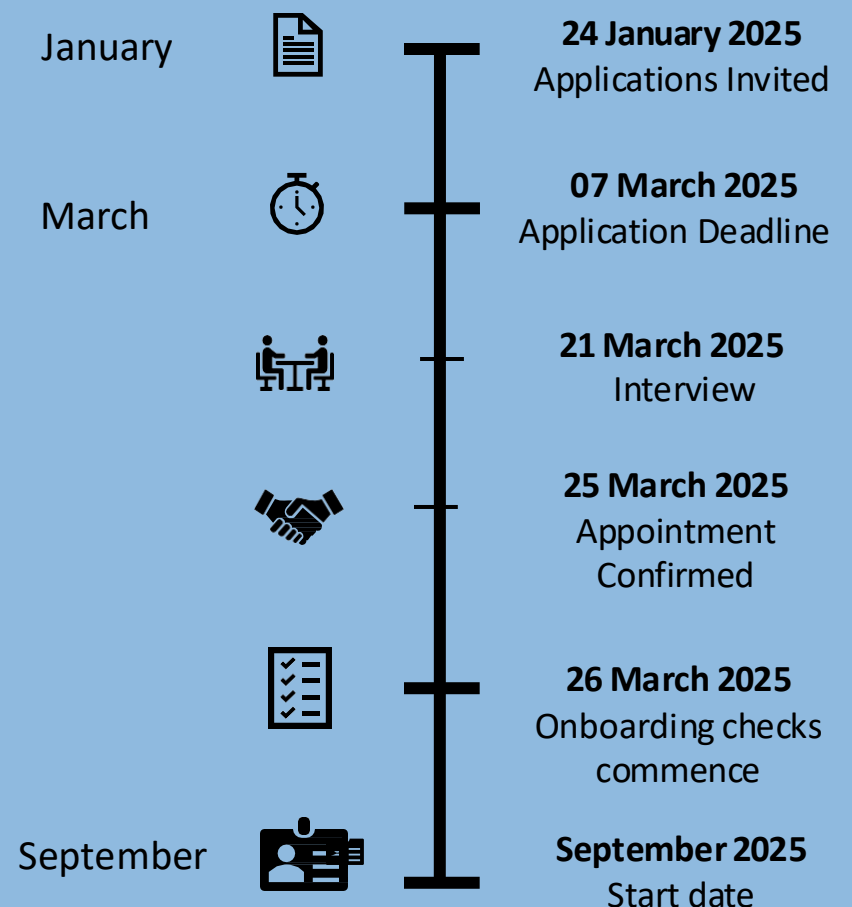 January
24 January 2025
Applications Invited
March
07 March 2025
Application Deadline
21 March 2025
Interview
25 March 2025
Appointment
Confirmed
26 March 2025
Onboarding checks
commence
September
September 2025
Start date